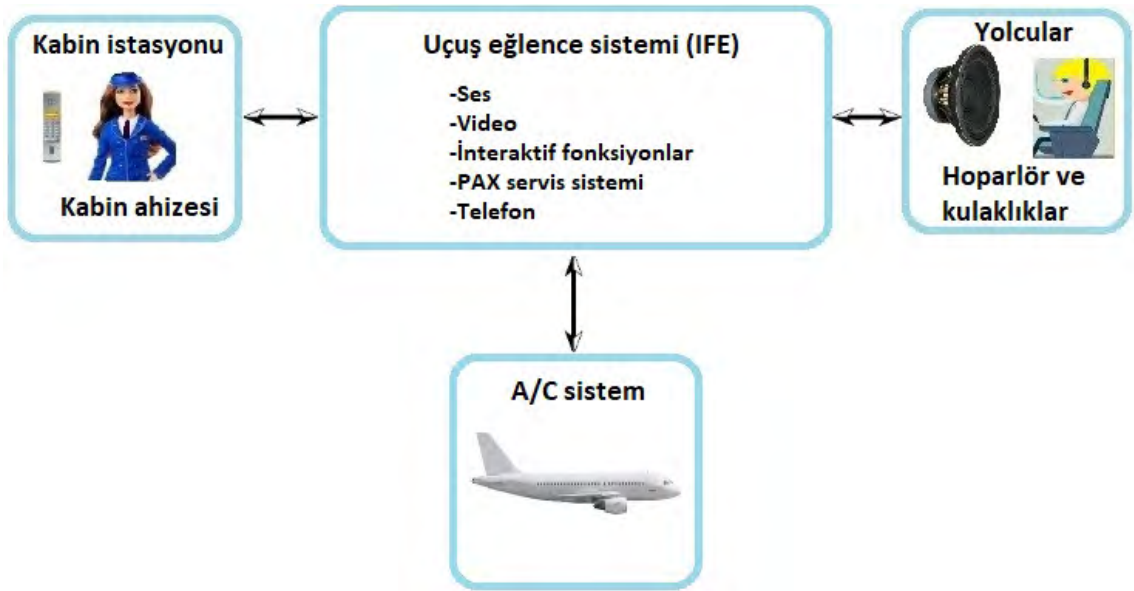 Kabin istasyonu
Kabin ahizesi
Uçuş eğlence sistemi (IFE)
-Ses
-Video
-İnteraktif fonksiyonlar
-PAX servis sistemi
-Telefon
Yolcular
Hoparlör ve
kulaklıklar
A/C sistem